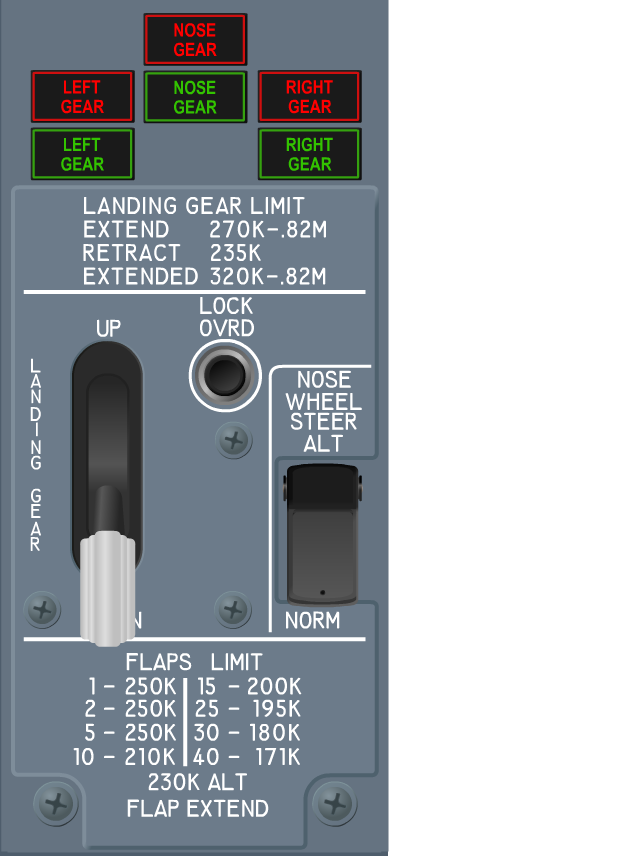 NOSE
GEAR
LEFT
GEAR
NOSE
GEAR
RIGHT
GEAR
LEFT
GEAR
RIGHT
GEAR
LANDING GEAR LIMIT
EXTEND 270K-.82M
RETRACT 235K
EXTENDED 320K-.82M
LOCK
OVRD
UP
LANDING GEAR
NOSE
WHEEL
STEER
ALT
N
NORM
FLAPS LIMIT
1 - 250K 15 - 200K
2 - 250K 25 - 195K
5 - 250K 30 - 180K
10 - 210K 40 - 171K
230K ALT
FLAP EXTEND